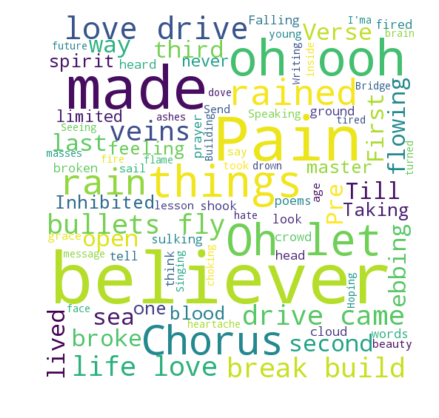 love drive
Falling
I'ma
fired
future
way
third
young
Verse
brain
spirit
heard
never
oh ooh
Writing
inside
made
dove
rained
Bridge
limited
ashes
Send
Speaking
ground
tired
First
flowing
Seeing
veins
prayer
Building
Pain
last
feeling
say
master
masses
fire
flame
took
drown
turned
broken
sail
rain
things
Pre
Till
Inhibited
lesson
shook
poems
age
Taking
bullets fly
hate
look
Oh let
grace
open
sulking
crowd
ebbing
message
tell
think
singing
choking
head
believer
Hoping
sea
one
blood
face
heartache
drive came
lived
broke
Chorus
cloud
second
words
beauty
life love
break build